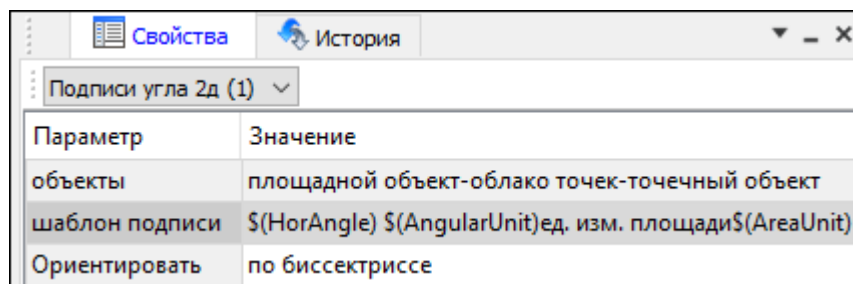 Свойства История
Подписи угла 2д (1)
Параметр Значение
объекты площадной объект-облако точек-точечный объект
шаблон подписи $(HorAngle) $(AngularUnit)ед. изм. площади$(AreaUnit)
Ориентировать по биссектриссе